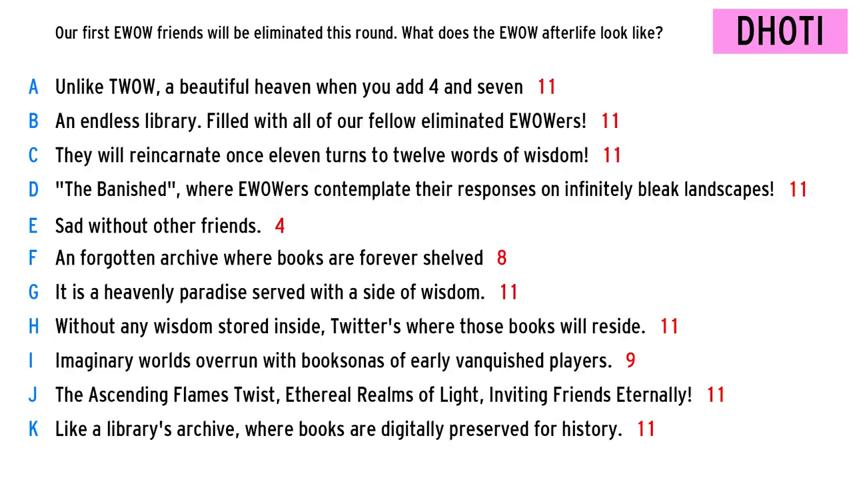 Our first EWOW friends will be eliminated this round. What does the EWOW afterlife look like?
DHOTI
A Unlike TWOW, a beautiful heaven when you add 4 and seven 11
B An endless library. Filled with all of our fellow eliminated EWOWers! 11
C They will reincarnate once eleven turns to twelve words of wisdom! 11
D "The Banished", where EWOWers contemplate their responses on infinitely bleak landscapes! 11
E Sad without other friends. 4
F An forgotten archive where books are forever shelved 8
G It is a heavenly paradise served with a side of wisdom. 11
H Without any wisdom stored inside, Twitter's where those books will reside. 11
I Imaginary worlds overrun with booksonas of early vanquished players. 9
J The Ascending Flames Twist, Ethereal Realms of Light, Inviting Friends Eternally! 11
K Like a library's archive, where books are digitally preserved for history. 11